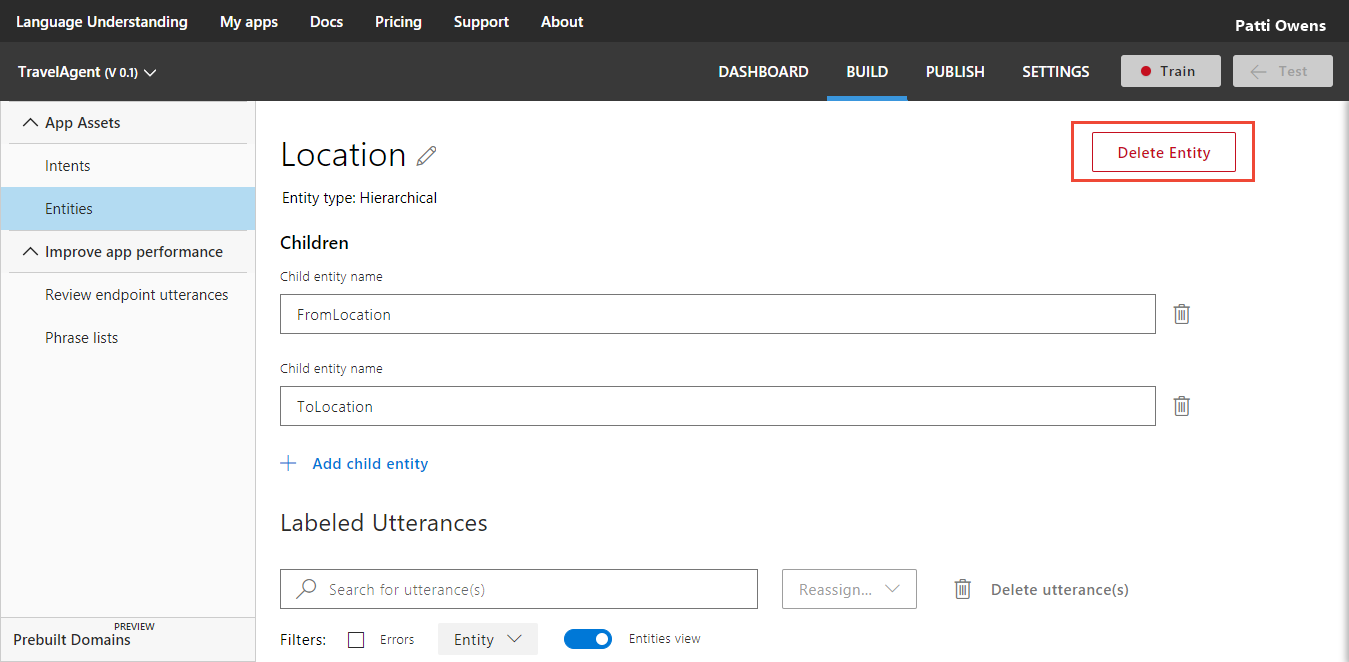 Language Understanding My apps Docs Pricing Support About
Patti Owens
TravelAgent (V 0.1)
DASHBOARD BUILD PUBLISH SETTINGS Train Test
App Assets
Intents
Entities
Improve app performance
Review endpoint utterances
Phrase lists
PREVIEW
Prebuilt Domains
Location
Delete Entity
Entity type: Hierarchical
Children
Child entity name
FromLocation
Child entity name
ToLocation
Add child entity
Labeled Utterances
Search for utterance(s) Reassign... Delete utterance(s)
Filters: Errors Entity Entities view